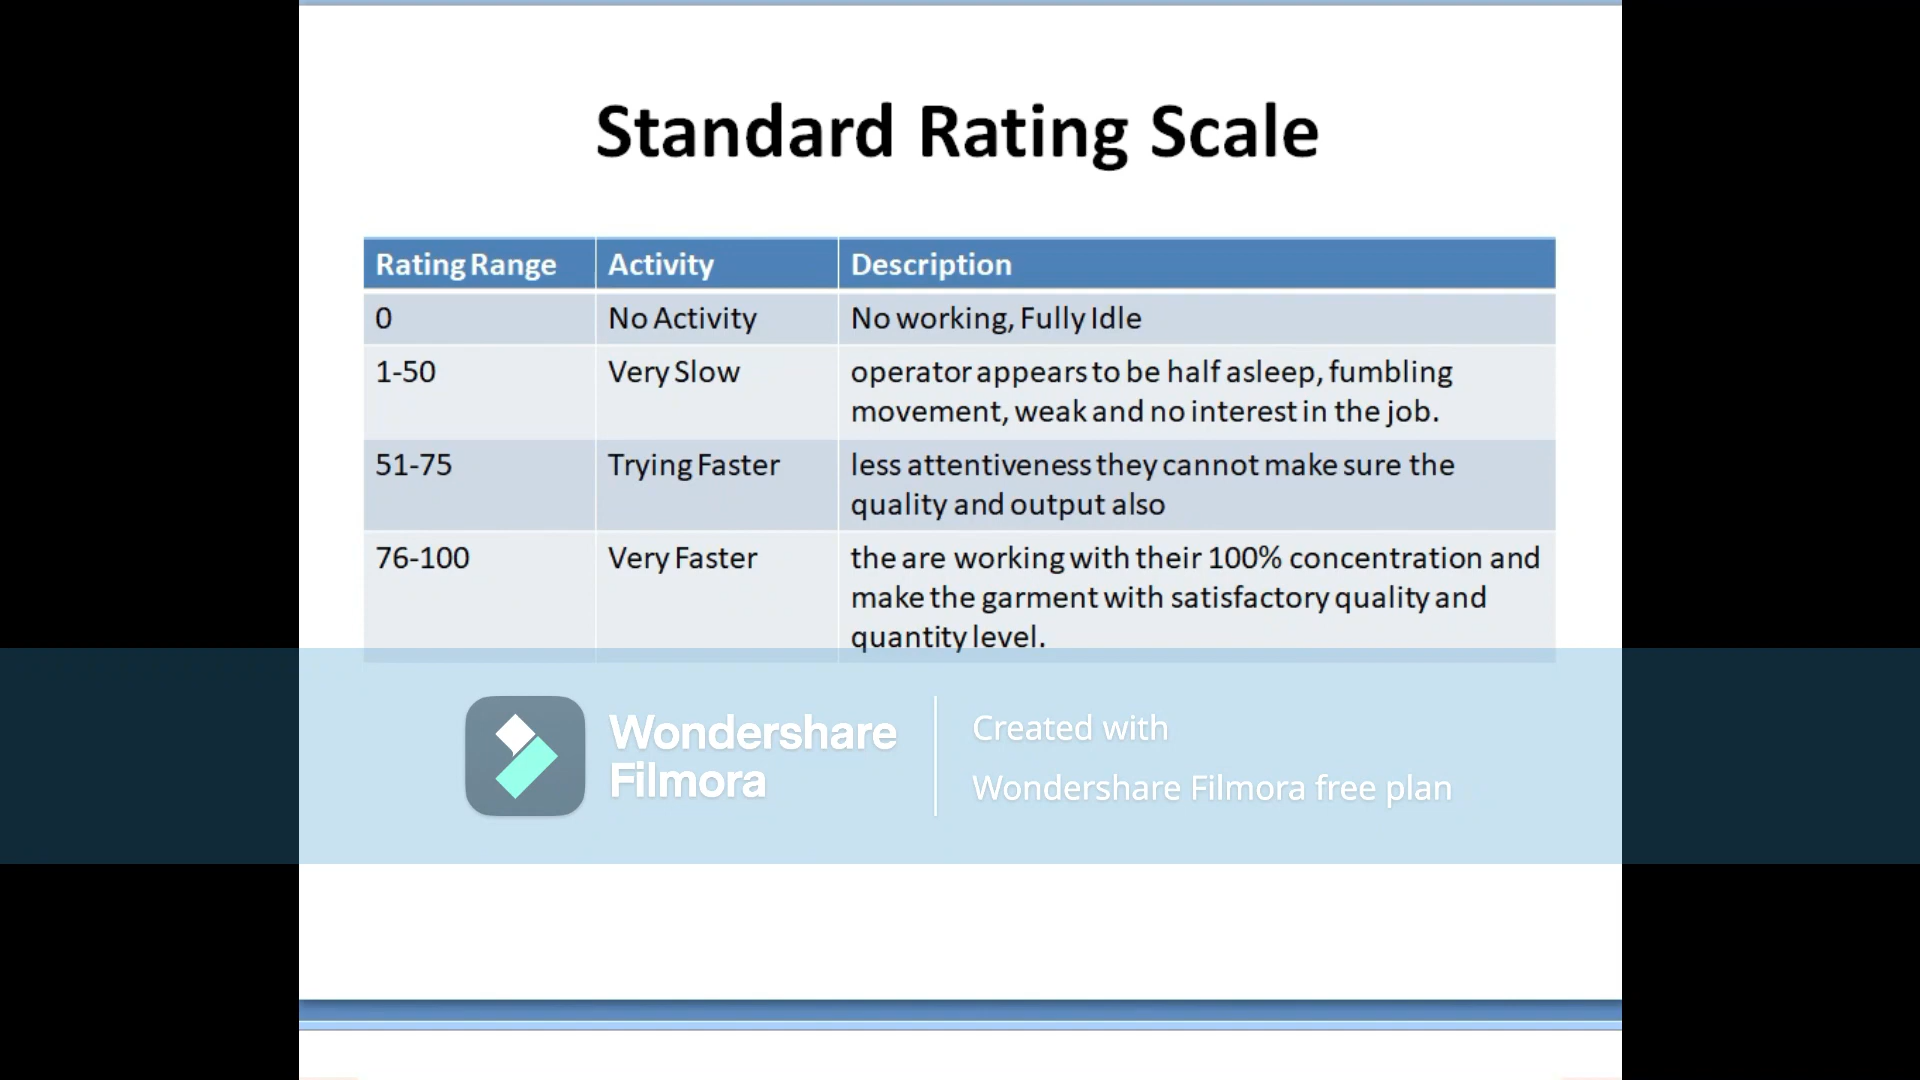 Standard Rating Scale
Rating Range Activity Description
0 No Activity No working, Fully Idle
1-50 Very Slow operator appears to be half asleep, fumbling
movement, weak and no interest in the job.
51-75 Trying Faster less attentiveness they cannot make sure the
quality and output also
76-100 Very Faster the are working with their 100% concentration and
make the garment with satisfactory quality and
quantity level.
Wondershare
Filmora
Created with
Wondershare Filmora free plan